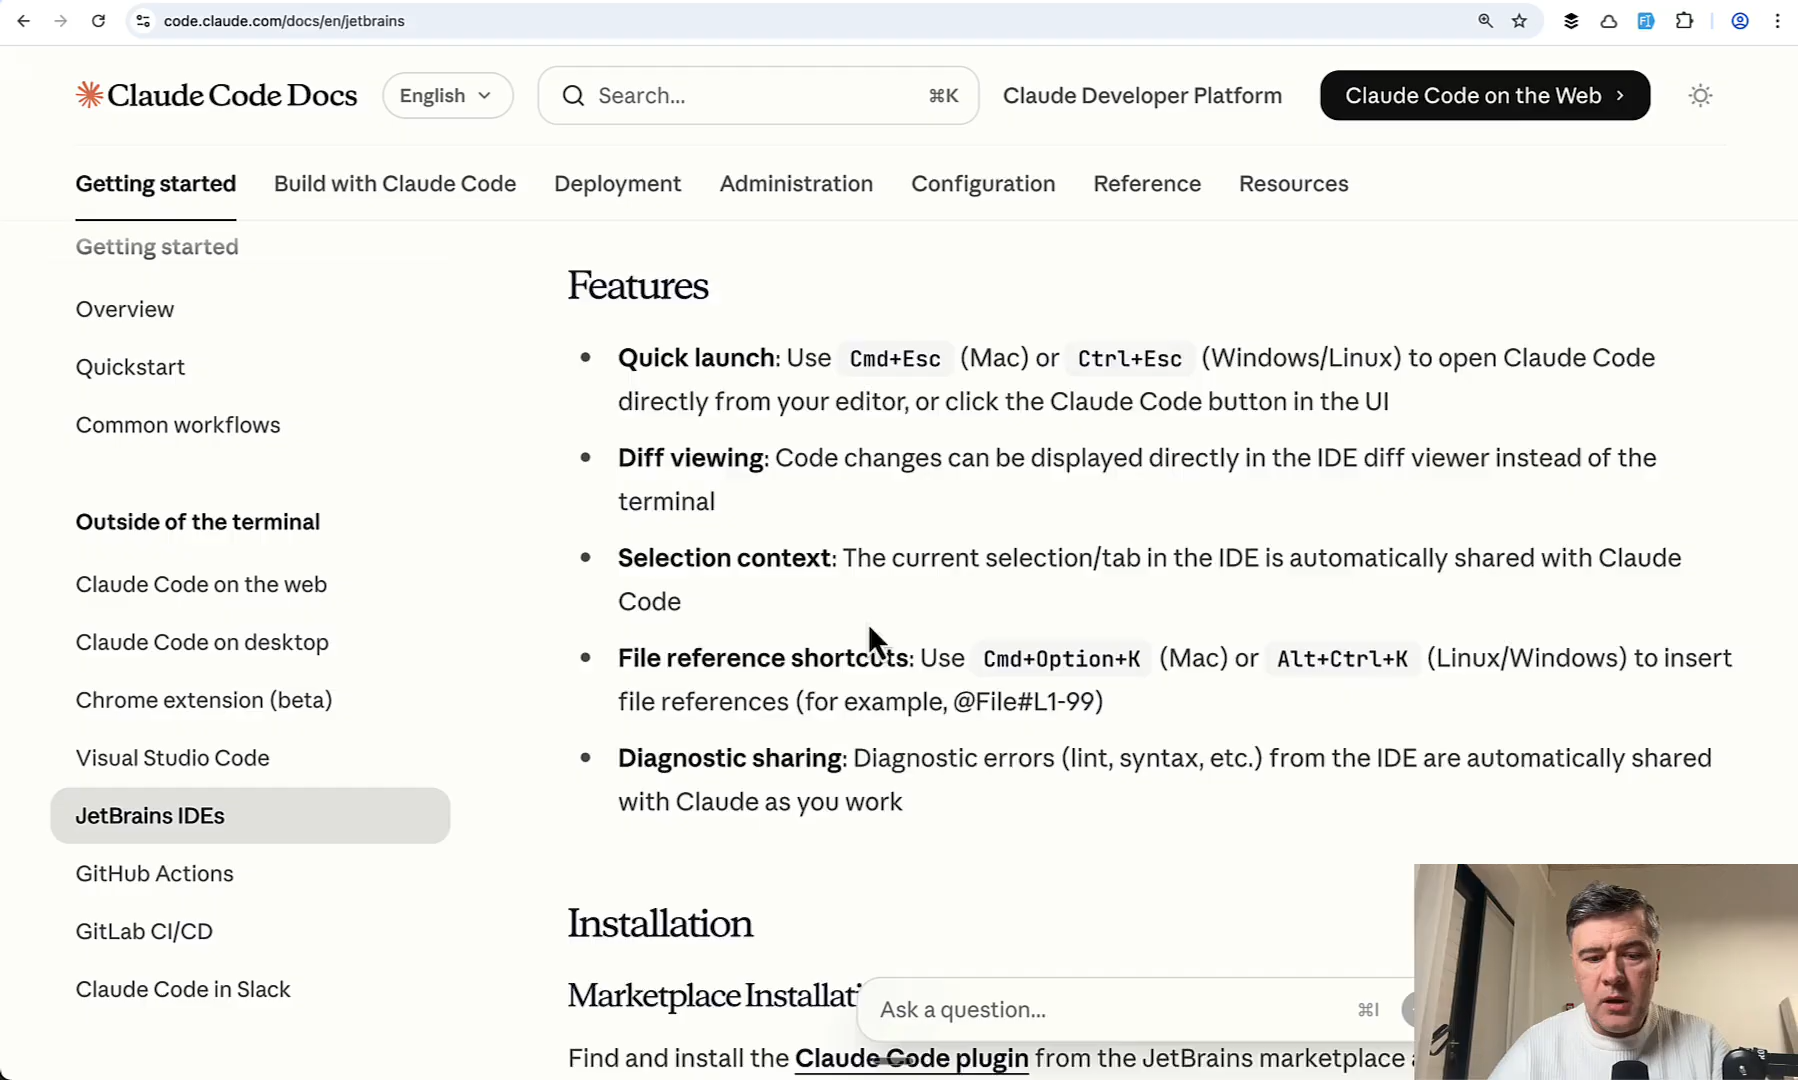 code.claude.com/docs/en/jetbrains
Claude Code Docs
English
Search...
⌘K
Claude Developer Platform
Claude Code on the Web
Getting started
Build with Claude Code
Deployment
Administration
Configuration
Reference
Resources
Getting started
Overview
Quickstart
Common workflows
Outside of the terminal
Claude Code on the web
Claude Code on desktop
Chrome extension (beta)
Visual Studio Code
JetBrains IDEs
GitHub Actions
GitLab CI/CD
Claude Code in Slack
Features
Quick launch: Use Cmd+Esc (Mac) or Ctrl+Esc (Windows/Linux) to open Claude Code
directly from your editor, or click the Claude Code button in the UI
Diff viewing: Code changes can be displayed directly in the IDE diff viewer instead of the
terminal
Selection context: The current selection/tab in the IDE is automatically shared with Claude
Code
File reference shortcuts: Use Cmd+Option+K (Mac) or Alt+Ctrl+K (Linux/Windows) to insert
file references (for example, @File#L1-99)
Diagnostic sharing: Diagnostic errors (lint, syntax, etc.) from the IDE are automatically shared
with Claude as you work
Installation
Marketplace Installati
Ask a question...
⌘I
Find and install the Claude Code plugin from the JetBrains marketplace